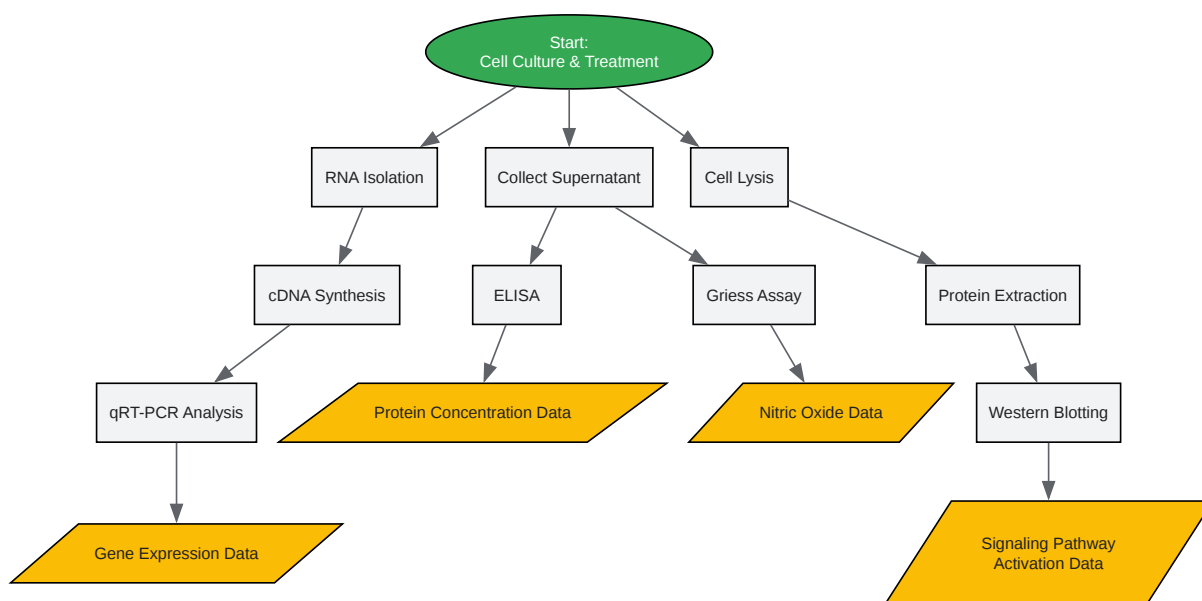 Start:
Cell Culture & Treatment
RNA Isolation
Collect Supernatant
Cell Lysis
cDNA Synthesis
ELISA
Griess Assay
Protein Extraction
qRT-PCR Analysis
Protein Concentration Data
Nitric Oxide Data
Western Blotting
Gene Expression Data
Signaling Pathway
Activation Data